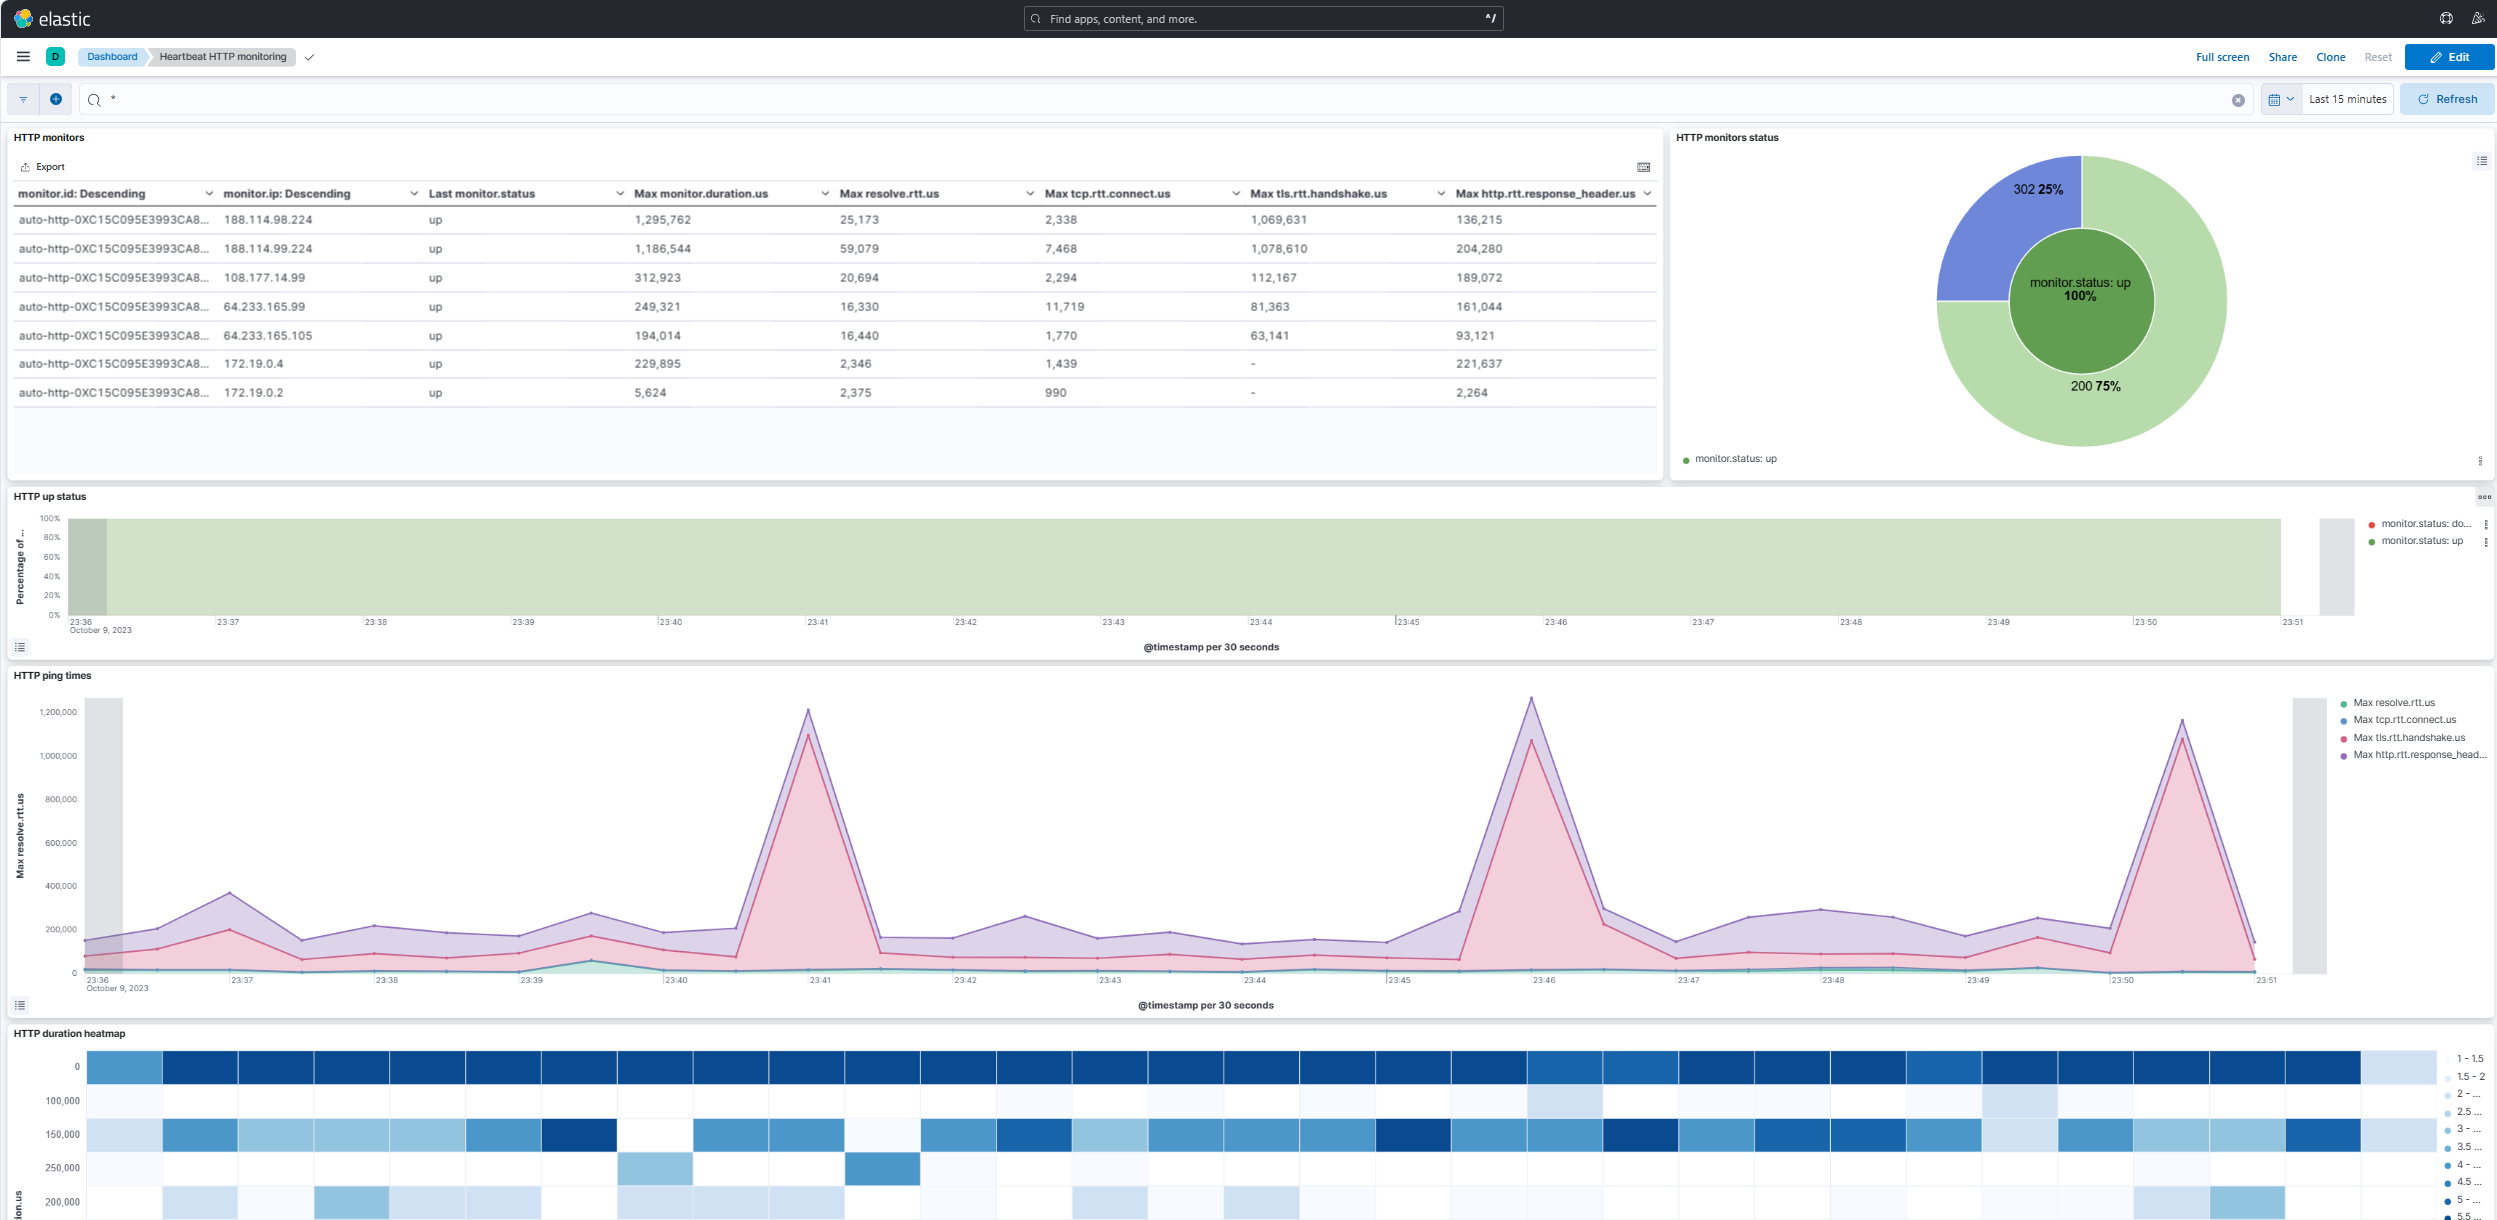 elastic
Find apps, content, and more.
^/
D
Dashboard
Heartbeat HTTP monitoring
Full screen
Share
Clone
Reset
Edit
*
Last 15 minutes
Refresh
HTTP monitors
Export
monitor.id: Descending monitor.ip: Descending Last monitor.status Max monitor.duration.us Max resolve.rtt.us Max tcp.rtt.connect.us Max tls.rtt.handshake.us Max http.rtt.response_header.us
auto-http-0XC15C095E3993CA8... 188.114.98.224 up 1,295,762 25,173 2,338 1,069,631 136,215
auto-http-0XC15C095E3993CA8... 188.114.99.224 up 1,186,544 59,079 7,468 1,078,610 204,280
auto-http-0XC15C095E3993CA8... 108.177.14.99 up 312,923 20,694 2,294 112,167 189,072
auto-http-0XC15C095E3993CA8... 64.233.165.99 up 249,321 16,330 11,719 81,363 161,044
auto-http-0XC15C095E3993CA8... 64.233.165.105 up 194,014 16,440 1,770 63,141 93,121
auto-http-0XC15C095E3993CA8... 172.19.0.4 up 229,895 2,346 1,439 - 221,637
auto-http-0XC15C095E3993CA8... 172.19.0.2 up 5,624 2,375 990 - 2,264
HTTP monitors status
302 25%
monitor.status: up
100%
200 75%
monitor.status: up
HTTP up status
Percentage of ...
100%
80%
60%
40%
20%
0%
23:36 23:37 23:38 23:39 23:40 23:41 23:42 23:43 23:44 23:45 23:46 23:47 23:48 23:49 23:50 23:51
October 9, 2023
@timestamp per 30 seconds
monitor.status: do...
monitor.status: up
HTTP ping times
Max resolve.rtt.us
1,200,000
1,000,000
800,000
600,000
400,000
200,000
0
23:36 23:37 23:38 23:39 23:40 23:41 23:42 23:43 23:44 23:45 23:46 23:47 23:48 23:49 23:50 23:51
October 9, 2023
@timestamp per 30 seconds
Max resolve.rtt.us
Max tcp.rtt.connect.us
Max tls.rtt.handshake.us
Max http.rtt.response_head...
HTTP duration heatmap
0
100,000
150,000
250,000
200,000
ion.us
1 - 1.5
1.5 - 2
2 - ...
2.5 ...
3 - ...
3.5 ...
4 - ...
4.5 ...
5 - ...
5.5 ...